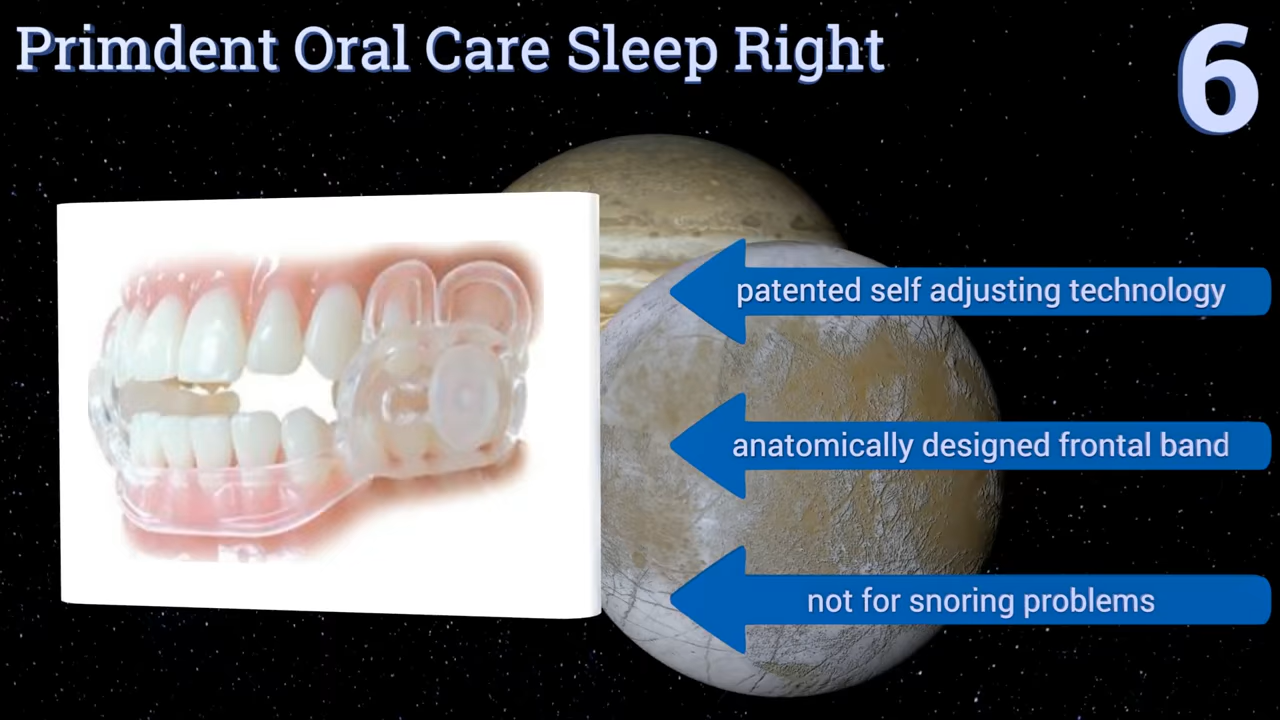 Primdent Oral Care Sleep Right
6
patented self adjusting technology
anatomically designed frontal band
not for snoring problems